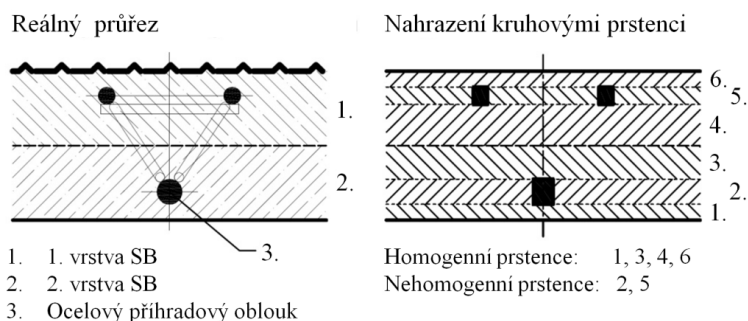 Reálný průřez
Nahrazení kruhovými prstenci
1.
2.
3.
6.
5.
4.
3.
2.
1.
1. 1. vrstva SB
2. 2. vrstva SB
3. Ocelový příhradový oblouk
Homogenní prstence: 1, 3, 4, 6
Nehomogenní prstence: 2, 5